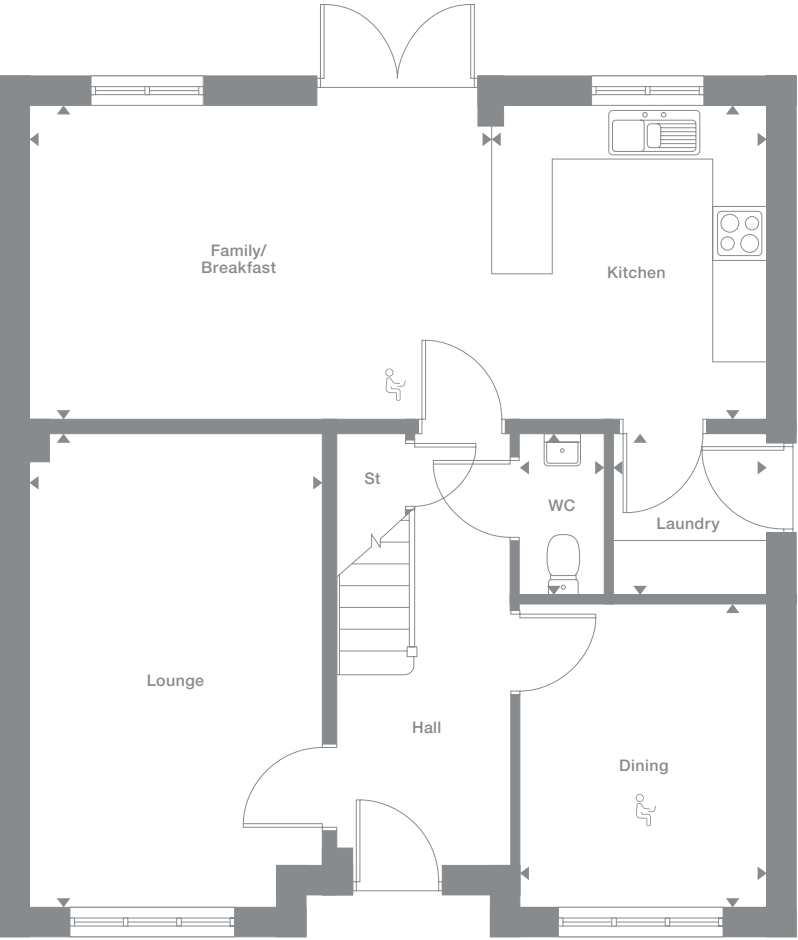 Family/
Breakfast
Kitchen
St
WC
Laundry
Lounge
Hall
Dining